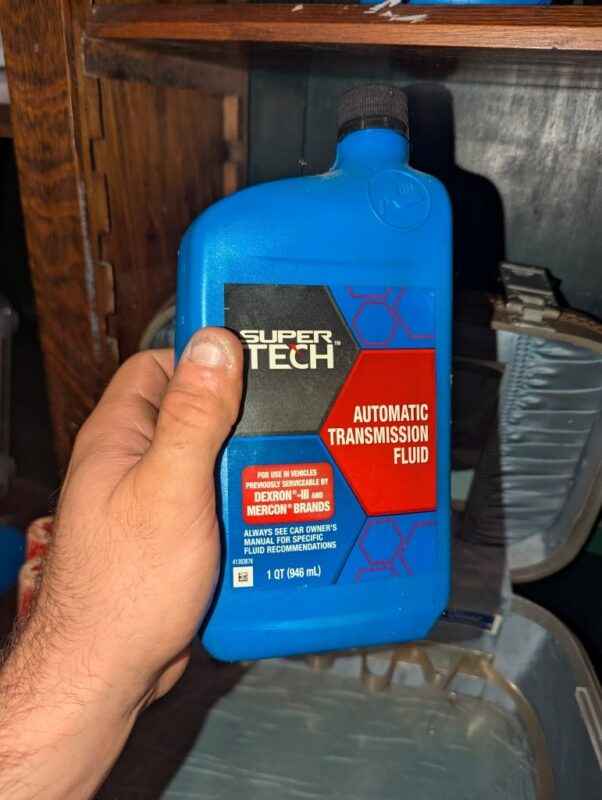 SUPER
TECH™
AUTOMATIC
TRANSMISSION
FLUID
FOR USE IN VEHICLES
PREVIOUSLY SERVICEABLE BY
DEXRON®-III AND
MERCON® BRANDS
ALWAYS SEE CAR OWNER'S
MANUAL FOR SPECIFIC
FLUID RECOMMENDATIONS
1 QT (946 mL)